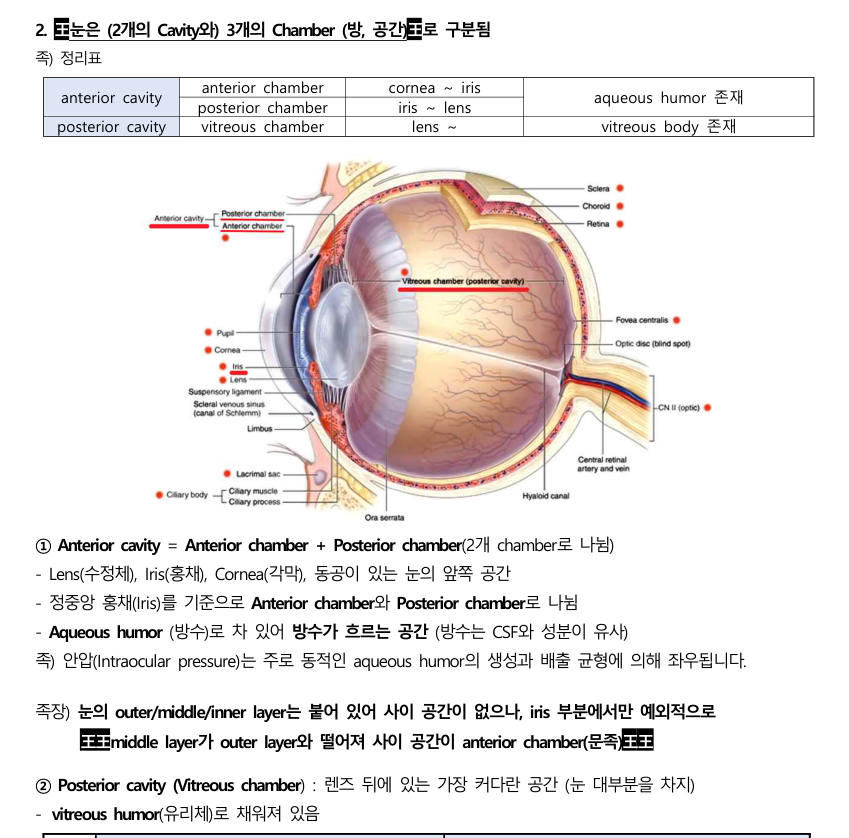 2. 王눈은 (2개의 Cavity와) 3개의 Chamber (방, 공간)王로 구분됨
족) 정리표
anterior cavity anterior chamber cornea ~ iris aqueous humor 존재
posterior chamber iris ~ lens
posterior cavity vitreous chamber lens ~ vitreous body 존재
Sclera
Choroid
Retina
Anterior cavity
Posterior chamber
Anterior chamber
Vitreous chamber (posterior cavity)
Fovea centralis
Optic disc (blind spot)
Pupil
Cornea
Iris
Lens
Suspensory ligament
Scleral venous sinus
(canal of Schlemm)
Limbus
CN II (optic)
Central retinal
artery and vein
Lacrimal sac
Ciliary body
Ciliary muscle
Ciliary process
Hyaloid canal
Ora serrata
① Anterior cavity = Anterior chamber + Posterior chamber(2개 chamber로 나뉨)
- Lens(수정체), Iris(홍채), Cornea(각막), 동공이 있는 눈의 앞쪽 공간
- 정중앙 홍채(Iris)를 기준으로 Anterior chamber와 Posterior chamber로 나뉨
- Aqueous humor (방수)로 차 있어 방수가 흐르는 공간 (방수는 CSF와 성분이 유사)
족) 안압(Intraocular pressure)는 주로 동적인 aqueous humor의 생성과 배출 균형에 의해 좌우됩니다.
족장) 눈의 outer/middle/inner layer는 붙어 있어 사이 공간이 없으나, iris 부분에서만 예외적으로
王王middle layer가 outer layer와 떨어져 사이 공간이 anterior chamber(문족)王王
② Posterior cavity (Vitreous chamber) : 렌즈 뒤에 있는 가장 커다란 공간 (눈 대부분을 차지)
- vitreous humor(유리체)로 채워져 있음